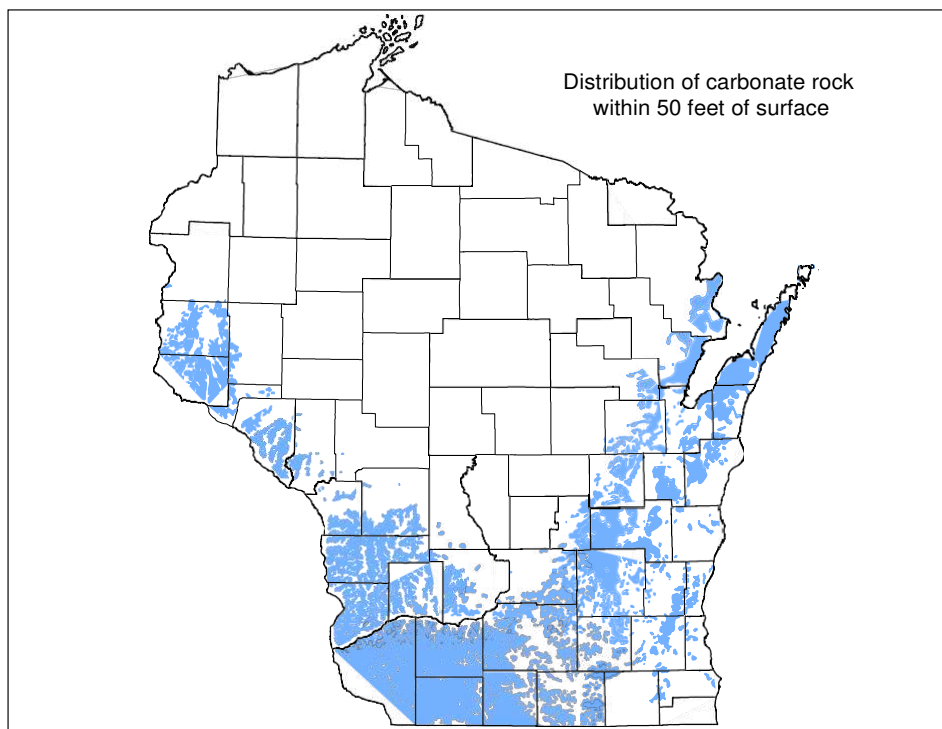 Distribution of carbonate rock
within 50 feet of surface